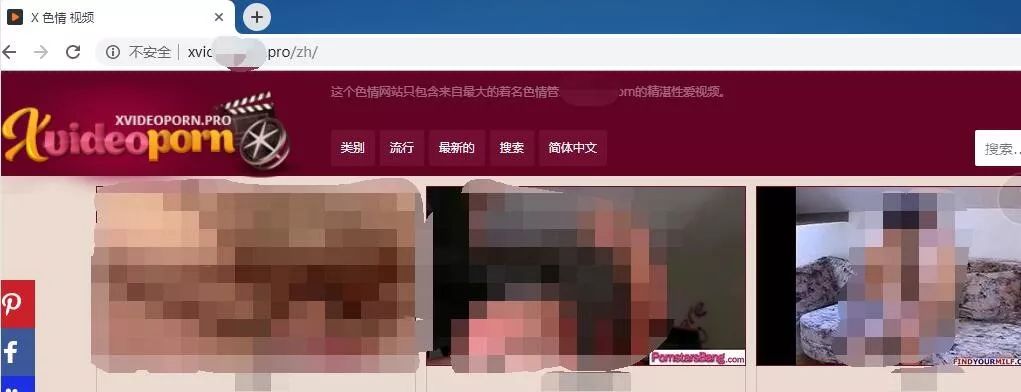 X 色情 视频
不安全 xvic pro/zh/
这个色情网站只包含来自最大的着名色情管 om的精湛性爱视频。
XVIDEOPORN.PRO
Xvideoporn
类别 流行 最新的 搜索 简体中文 搜索...
PornstarsBang.com
FINDYOURMILF.C